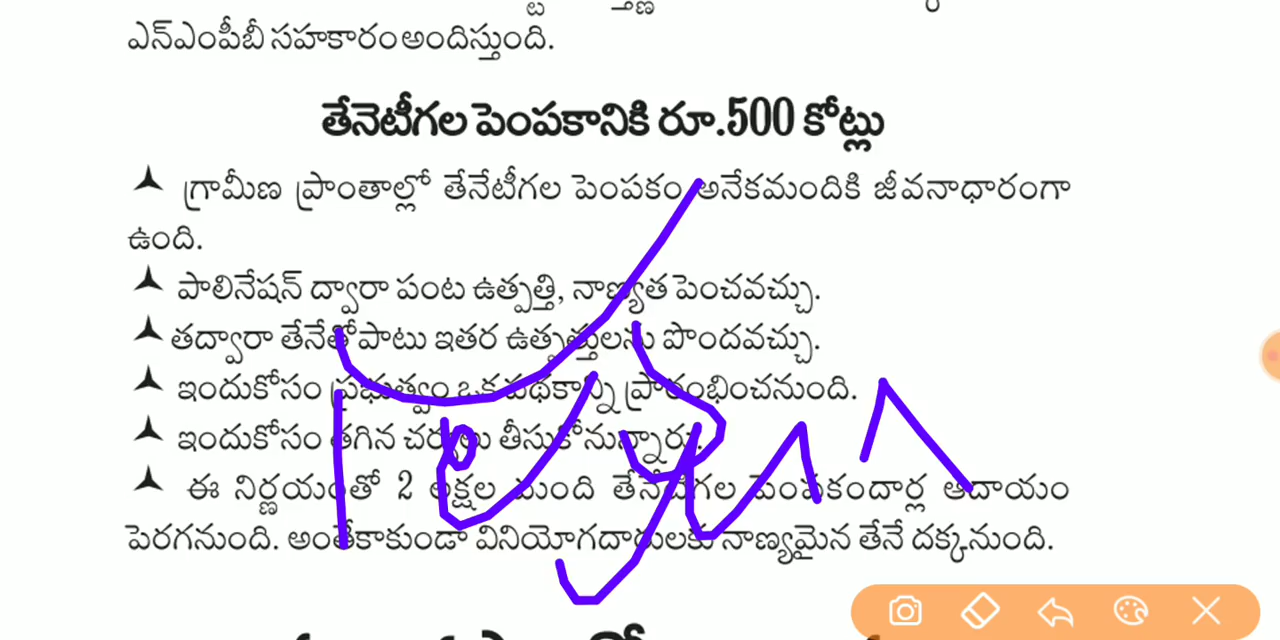 ఎన్ఎంపీబీ సహకారం అందిస్తుంది.
తేనెటీగల పెంపకానికి రూ.500 కోట్లు
గ్రామీణ ప్రాంతాల్లో తేనేటీగల పెంపకం అనేకమందికి జీవనాధారంగా
ఉంది.
పాలినేషన్ ద్వారా పంట ఉత్పత్తి, నాణ్యత పెంచవచ్చు.
తద్వారా తేనేతోపాటు ఇతర ఉత్పత్తులను పొందవచ్చు.
ఇందుకోసం ప్రభుత్వం ఒక పథకాన్ని ప్రారంభించనుంది.
ఇందుకోసం తగిన చర్యలు తీసుకోనున్నారు.
ఈ నిర్ణయంతో 2 లక్షల మంది తేనేటీగల పెంపకందార్ల ఆదాయం
పెరగనుంది. అంతేకాకుండా వినియోగదారులకు నాణ్యమైన తేనే దక్కనుంది.